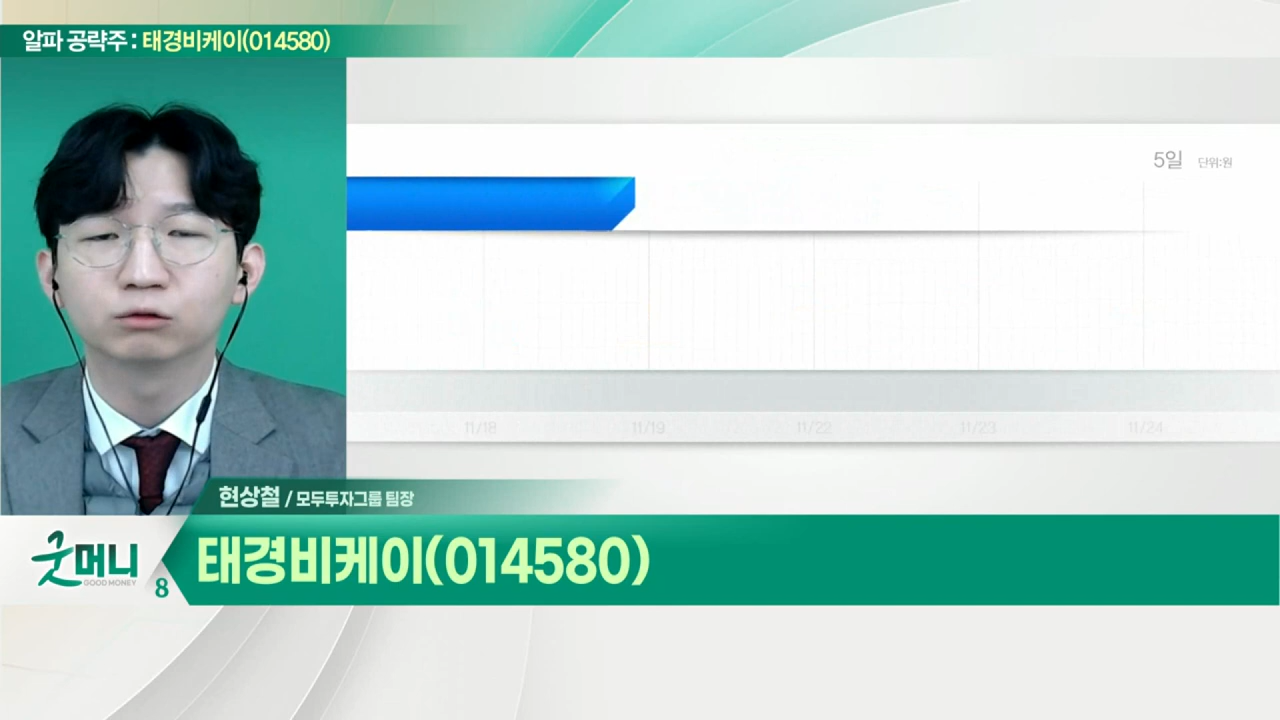 알파 공략주 : 태경비케이(014580)
5일 단위:원
11/18 11/19 11/22 11/23 11/24
현상철 / 모두투자그룹 팀장
굿머니
GOOD MONEY
8
태경비케이(014580)